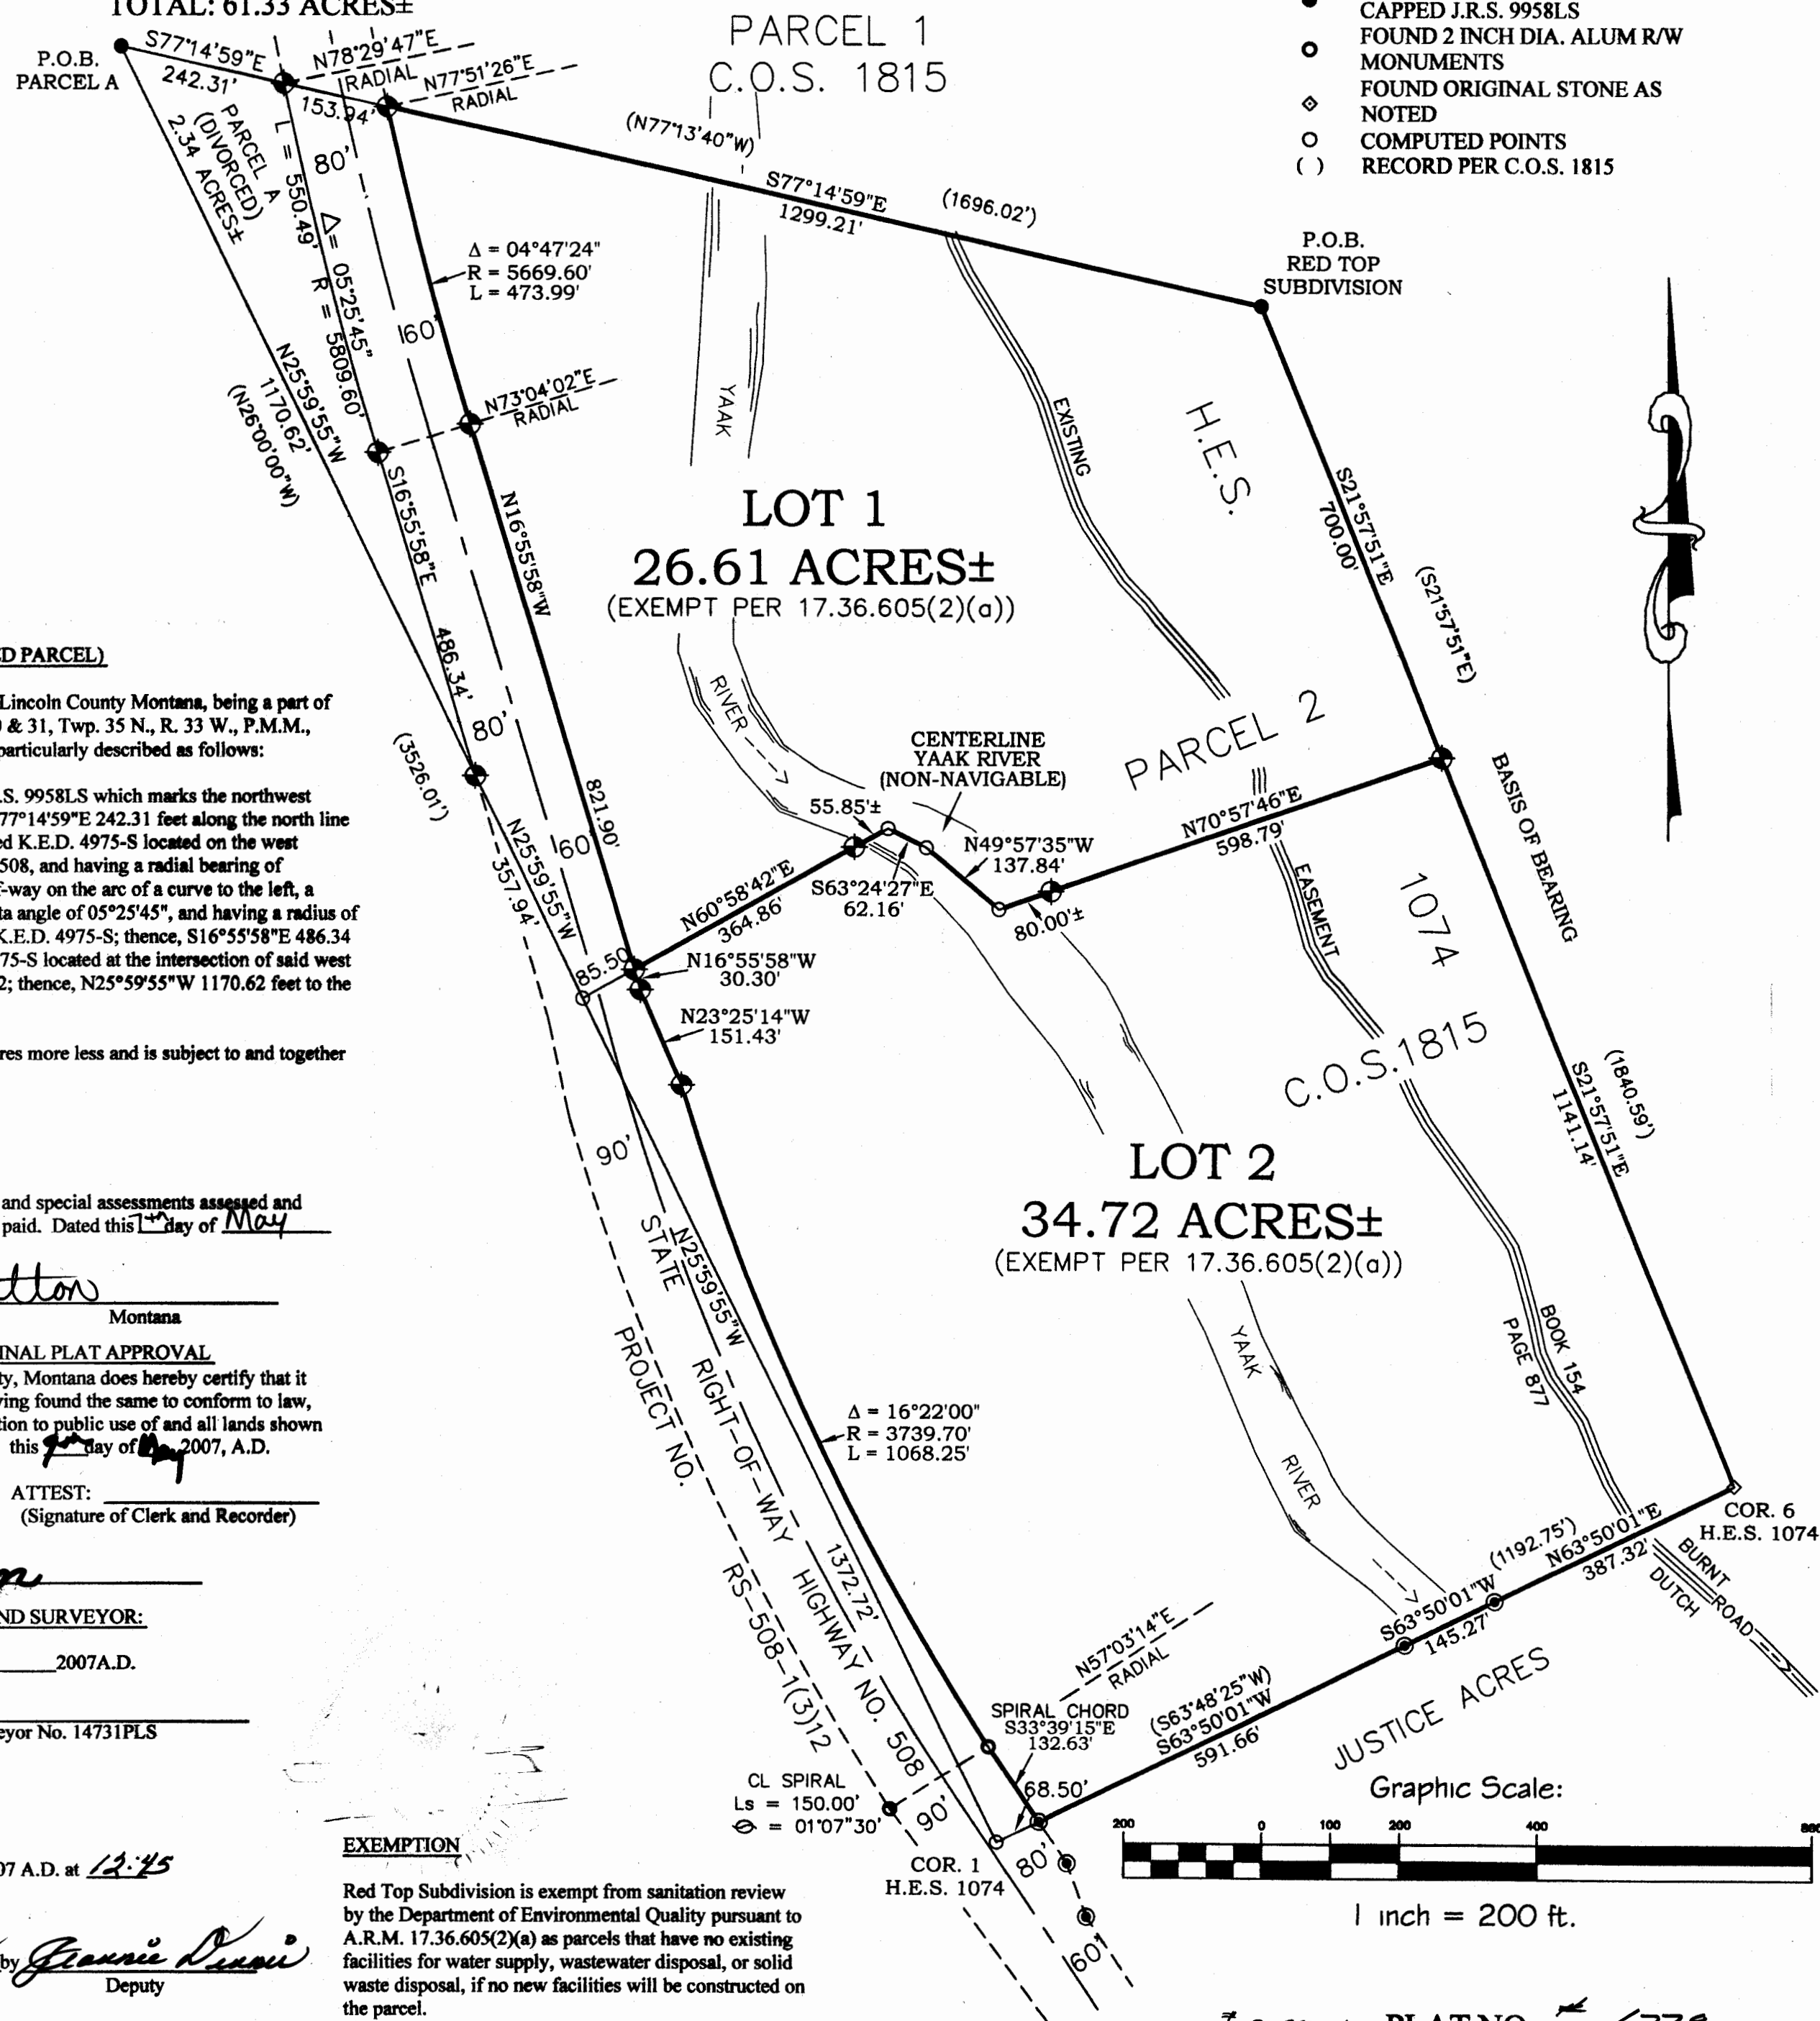 TOTAL: 61.33 ACRES±
P.O.B.
PARCEL A
S77°14'59"E
242.31'
N78°29'47"E
RADIAL
N77°51'26"E
RADIAL
153.94'
PARCEL 1
C.O.S. 1815
CAPPED J.R.S. 9958LS
FOUND 2 INCH DIA. ALUM R/W
MONUMENTS
FOUND ORIGINAL STONE AS
NOTED
COMPUTED POINTS
( ) RECORD PER C.O.S. 1815
(N77°13'40"W)
S77°14'59"E
1299.21'
(1696.02')
P.O.B.
RED TOP
SUBDIVISION
PARCEL A
(DIVORCED)
2.34 ACRES±
L = 550.49'
80'
Δ= 05°25'45"
R = 5809.60'
Δ = 04°47'24"
R = 5669.60'
L = 473.99'
60'
N25°59'55"W
1170.62'
(N26°00'00"W)
N73°04'02"E
RADIAL
YAAK
EXISTING
H.E.S.
S21°57'51"E
700.00'
(S21°57'51"E)
S16°55'58"E
486.34'
N16°55'58"W
821.90'
LOT 1
26.61 ACRES±
(EXEMPT PER 17.36.605(2)(a))
80'
(3526.01')
RIVER
CENTERLINE
YAAK RIVER
(NON-NAVIGABLE)
PARCEL 2
55.85'±
N49°57'35"W
137.84'
S63°24'27"E
62.16'
N70°57'46"E
598.79'
80.00'±
BASIS OF BEARING
N60°58'42"E
364.86'
60'
N25°59'55"W
357.94'
85.50'
N16°55'58"W
30.30'
N23°25'14"W
151.43'
EASEMENT
1074
C.O.S.1815
S21°57'51"E
1141.14'
(1840.59')
90'
LOT 2
34.72 ACRES±
(EXEMPT PER 17.36.605(2)(a))
STATE
N25°59'55"W
PROJECT NO.
RIGHT-OF-WAY
1372.72'
HIGHWAY NO. 508
RS-508-1(3)12
Δ = 16°22'00"
R = 3739.70'
L = 1068.25'
YAAK
RIVER
BOOK 154
PAGE 877
COR. 6
H.E.S. 1074
(1192.75')
N63°50'01"E
387.32'
S63°50'01"W
145.27'
BURNT
DUTCH
ROAD
N57°03'14"E
RADIAL
SPIRAL CHORD
S33°39'15"E
132.63'
(S63°48'25"W)
S63°50'01"W
591.66'
JUSTICE ACRES
CL SPIRAL
Ls = 150.00'
= 01°07'30'
90'
68.50'
COR. 1
H.E.S. 1074
80'
60'
Graphic Scale:
200 0 100 200 400
1 inch = 200 ft.
PLAT NO.
D PARCEL)
Lincoln County Montana, being a part of
& 31, Twp. 35 N., R. 33 W., P.M.M.,
particularly described as follows:
.S. 9958LS which marks the northwest
77°14'59"E 242.31 feet along the north line
ed K.E.D. 4975-S located on the west
508, and having a radial bearing of
f-way on the arc of a curve to the left, a
ta angle of 05°25'45", and having a radius of
K.E.D. 4975-S; thence, S16°55'58"E 486.34
75-S located at the intersection of said west
2; thence, N25°59'55"W 1170.62 feet to the
res more less and is subject to and together
and special assessments assessed and
paid. Dated this 7th day of May
Montana
INAL PLAT APPROVAL
ty, Montana does hereby certify that it
ving found the same to conform to law,
tion to public use of and all lands shown
this day of May 2007, A.D.
ATTEST:
(Signature of Clerk and Recorder)
ND SURVEYOR:
2007A.D.
eyor No. 14731PLS
07 A.D. at 12:45
by Jeannie Dennis
Deputy
EXEMPTION
Red Top Subdivision is exempt from sanitation review
by the Department of Environmental Quality pursuant to
A.R.M. 17.36.605(2)(a) as parcels that have no existing
facilities for water supply, wastewater disposal, or solid
waste disposal, if no new facilities will be constructed on
the parcel.